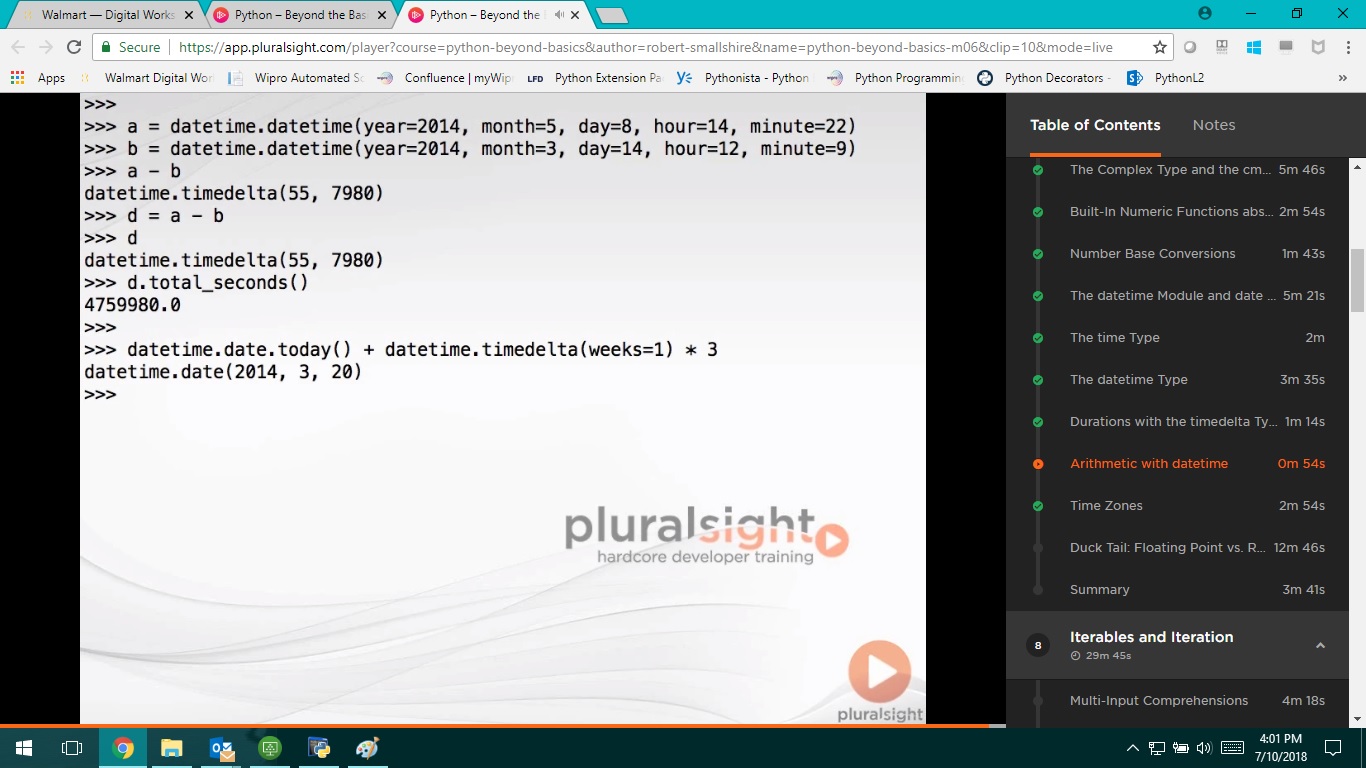 Walmart — Digital Works
Python – Beyond the Bas
Python – Beyond the
Secure
https://app.pluralsight.com/player?course=python-beyond-basics&author=robert-smallshire&name=python-beyond-basics-m06&clip=10&mode=live
Apps
Walmart Digital Wor
Wipro Automated Sc
Confluence | myWip
LFD
Python Extension Pa
Pythonista - Python
Python Programmin
Python Decorators -
PythonL2
»
>>>
>>> a = datetime.datetime(year=2014, month=5, day=8, hour=14, minute=22)
>>> b = datetime.datetime(year=2014, month=3, day=14, hour=12, minute=9)
>>> a - b
datetime.timedelta(55, 7980)
>>> d = a - b
>>> d
datetime.timedelta(55, 7980)
>>> d.total_seconds()
4759980.0
>>>
>>> datetime.date.today() + datetime.timedelta(weeks=1) * 3
datetime.date(2014, 3, 20)
>>>
pluralsight
hardcore developer training
pluralsight
Table of Contents
Notes
The Complex Type and the cm... 5m 46s
Built-In Numeric Functions abs... 2m 54s
Number Base Conversions 1m 43s
The datetime Module and date ... 5m 21s
The time Type 2m
The datetime Type 3m 35s
Durations with the timedelta Ty... 1m 14s
Arithmetic with datetime 0m 54s
Time Zones 2m 54s
Duck Tail: Floating Point vs. R... 12m 46s
Summary 3m 41s
8 Iterables and Iteration
29m 45s
Multi-Input Comprehensions 4m 18s
4:01 PM
7/10/2018